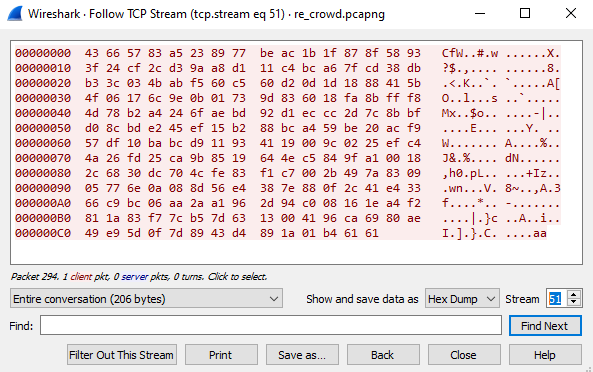 Wireshark · Follow TCP Stream (tcp.stream eq 51) · re_crowd.pcapng
00000000 43 66 57 83 a5 23 89 77 be ac 1b 1f 87 8f 58 93 CfW..#.w ......X.
00000010 3f 24 cf 2c d3 9a a8 d1 11 c4 bc a6 7f cd 38 db ?$.,.... ......8.
00000020 b3 3c 03 4b ab f5 60 c5 60 d2 0d 1d 18 88 41 5b .<.K..`. `.....A[
00000030 4f 06 17 6c 9e 0b 01 73 9d 83 60 18 fa 8b ff f8 O..l...s ..`.....
00000040 4d 78 b2 a4 24 6f ae bd 92 d1 ec cc 2d 7c 8b bf Mx..$o.. ....-|..
00000050 d0 8c bd e2 45 ef 15 b2 88 bc a4 59 be 20 ac f9 ....E... ...Y. ..
00000060 57 df 10 ba bc d9 11 93 41 19 00 9c 02 25 ef c4 W....... A....%..
00000070 4a 26 fd 25 ca 9b 85 19 64 4e c5 84 9f a1 00 18 J&.%.... dN......
00000080 2c 68 30 dc 70 4c fe 83 f1 c7 00 2b 49 7a 83 09 ,h0.pL.. ...+Iz..
00000090 05 77 6e 0a 08 8d 56 e4 38 7e 88 0f 2c 41 e4 33 .wn...V. 8~..,A.3
000000A0 66 c9 bc 06 aa 2a a1 96 2d 94 c0 08 16 1e a4 f2 f....*.. -.......
000000B0 81 1a 83 f7 7c b5 7d 63 13 00 41 96 ca 69 80 ae ....|.}c ..A..i..
000000C0 49 e9 5d 0f 7d 89 43 d4 89 1a 01 b4 61 61 I.].}.C. ....aa
Packet 294. 1 client pkt, 0 server pkts, 0 turns. Click to select.
Entire conversation (206 bytes) Show and save data as Hex Dump Stream 51
Find: Find Next
Filter Out This Stream Print Save as... Back Close Help